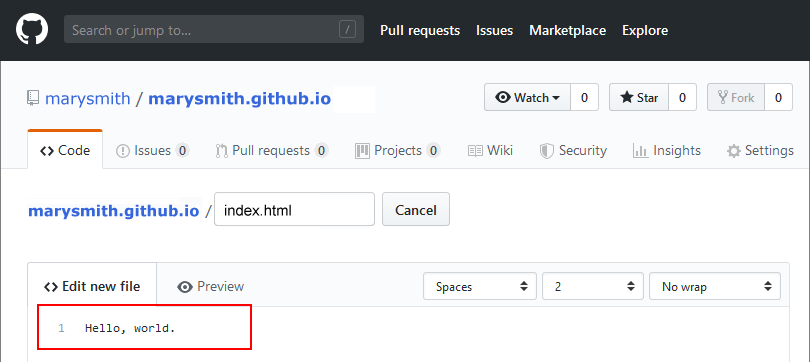 Search or jump to... / Pull requests Issues Marketplace Explore
marysmith / marysmith.github.io Watch 0 Star 0 Fork 0
Code Issues 0 Pull requests 0 Projects 0 Wiki Security Insights Settings
marysmith.github.io / index.html Cancel
Edit new file Preview Spaces 2 No wrap
1 Hello, world.